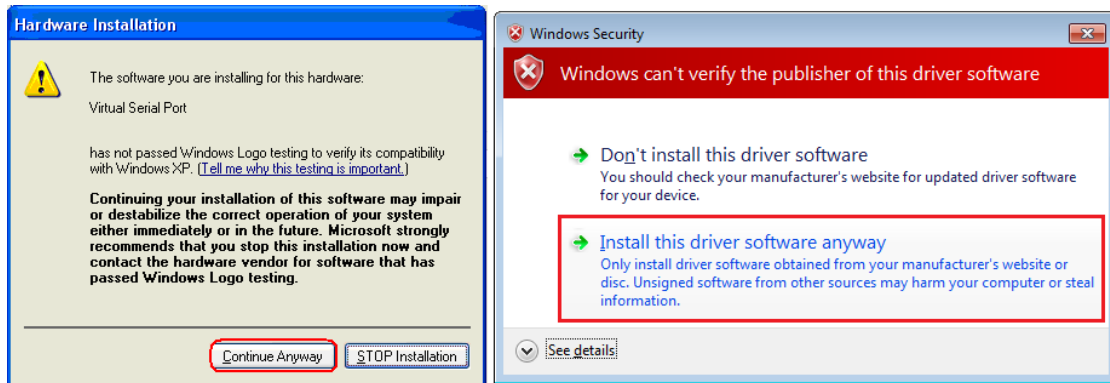 Hardware Installation
The software you are installing for this hardware:
Virtual Serial Port
has not passed Windows Logo testing to verify its compatibility
with Windows XP. (Tell me why this testing is important.)
Continuing your installation of this software may impair
or destabilize the correct operation of your system
either immediately or in the future. Microsoft strongly
recommends that you stop this installation now and
contact the hardware vendor for software that has
passed Windows Logo testing.
Continue Anyway
STOP Installation
Windows Security
Windows can't verify the publisher of this driver software
Don't install this driver software
You should check your manufacturer's website for updated driver software
for your device.
Install this driver software anyway
Only install driver software obtained from your manufacturer's website or
disc. Unsigned software from other sources may harm your computer or steal
information.
See details